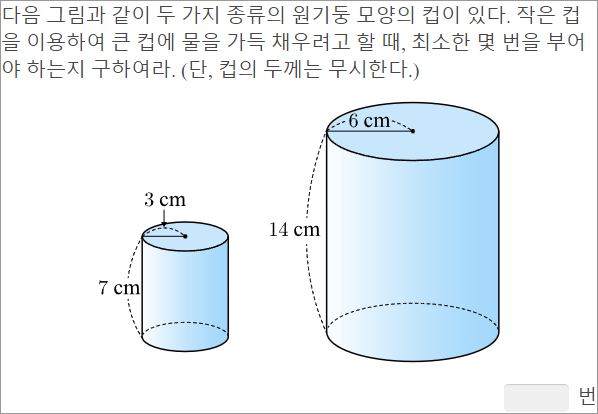 다음 그림과 같이 두 가지 종류의 원기둥 모양의 컵이 있다. 작은 컵
을 이용하여 큰 컵에 물을 가득 채우려고 할 때, 최소한 몇 번을 부어
야 하는지 구하여라. (단, 컵의 두께는 무시한다.)
6 cm
3 cm
14 cm
7 cm
번